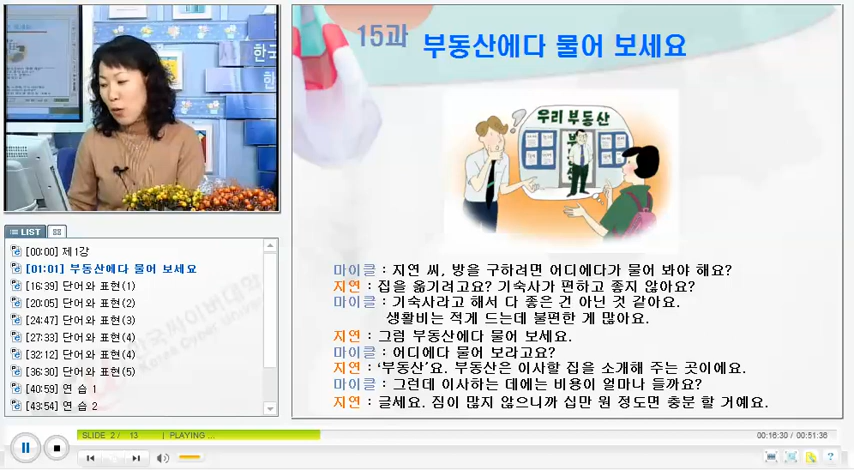 15과 부동산에다 물어 보세요
우리 부동산
마이클 : 지연 씨, 방을 구하려면 어디에다가 물어 봐야 해요?
지연 : 집을 옮기려고요? 기숙사가 편하고 좋지 않아요?
마이클 : 기숙사라고 해서 다 좋은 건 아닌 것 같아요.
생활비는 적게 드는데 불편한 게 많아요.
지연 : 그럼 부동산에다 물어 보세요.
마이클 : 어디에다 물어 보라고요?
지연 : '부동산'요. 부동산은 이사할 집을 소개해 주는 곳이에요.
마이클 : 그런데 이사하는 데에는 비용이 얼마나 들까요?
지연 : 글세요. 짐이 많지 않으니까 십만 원 정도면 충분 할 거예요.
LIST
[00:00] 제1강
[01:01] 부동산에다 물어 보세요
[16:39] 단어와 표현(1)
[20:05] 단어와 표현(2)
[24:47] 단어와 표현(3)
[27:33] 단어와 표현(4)
[32:12] 단어와 표현(4)
[36:30] 단어와 표현(5)
[40:59] 연 습 1
[43:54] 연 습 2
한국싸이버대학
Korea Cyber
SLIDE 2 / 13 | PLAYING ...
00:16:30 / 00:51:36